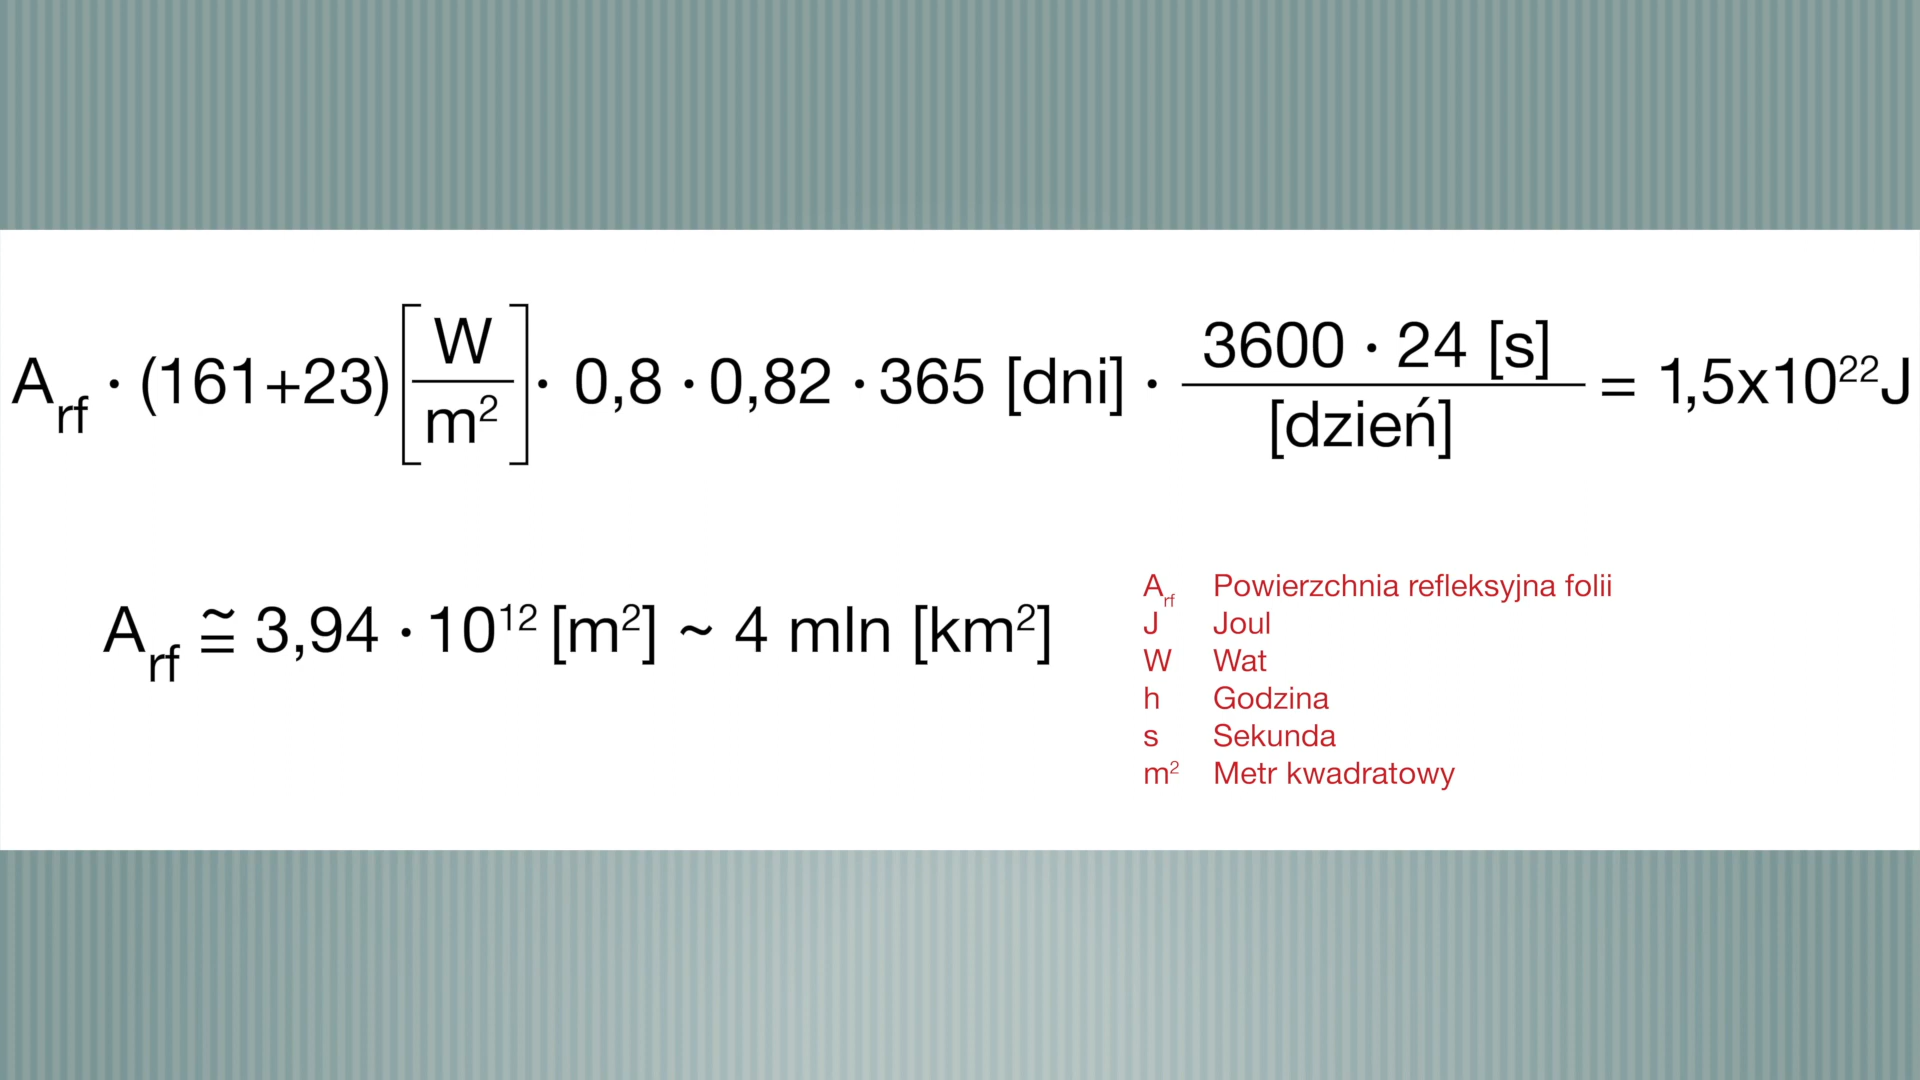 A_rf · (161+23) [W/m²] · 0,8 · 0,82 · 365 [dni] · 3600 · 24 [s] / [dzień] = 1,5x10²²J
A_rf ≅ 3,94 · 10¹² [m²] ~ 4 mln [km²]
A_rf Powierzchnia refleksyjna folii
J Joul
W Wat
h Godzina
s Sekunda
m² Metr kwadratowy